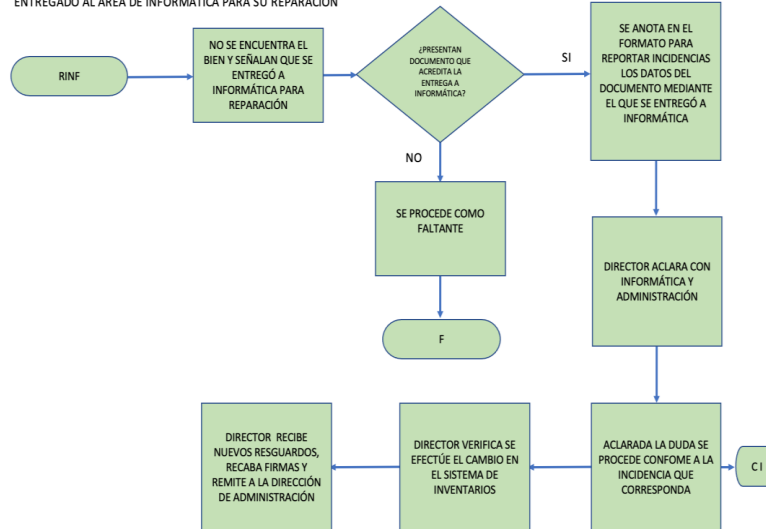 ENTREGADO AL ÁREA DE INFORMÁTICA PARA SU REPARACIÓN
RINF
NO SE ENCUENTRA EL
BIEN Y SEÑALAN QUE SE
ENTREGÓ A
INFORMÁTICA PARA
REPARACIÓN
¿PRESENTAN
DOCUMENTO QUE
ACREDITA LA
ENTREGA A
INFORMÁTICA?
SI
SE ANOTA EN EL
FORMATO PARA
REPORTAR INCIDENCIAS
LOS DATOS DEL
DOCUMENTO MEDIANTE
EL QUE SE ENTREGÓ A
INFORMÁTICA
NO
SE PROCEDE COMO
FALTANTE
F
DIRECTOR ACLARA CON
INFORMÁTICA Y
ADMINISTRACIÓN
ACLARADA LA DUDA SE
PROCEDE CONFOME A LA
INCIDENCIA QUE
CORRESPONDA
C I
DIRECTOR VERIFICA SE
EFECTÚE EL CAMBIO EN
EL SISTEMA DE
INVENTARIOS
DIRECTOR RECIBE
NUEVOS RESGUARDOS,
RECABA FIRMAS Y
REMITE A LA DIRECCIÓN
DE ADMINISTRACIÓN